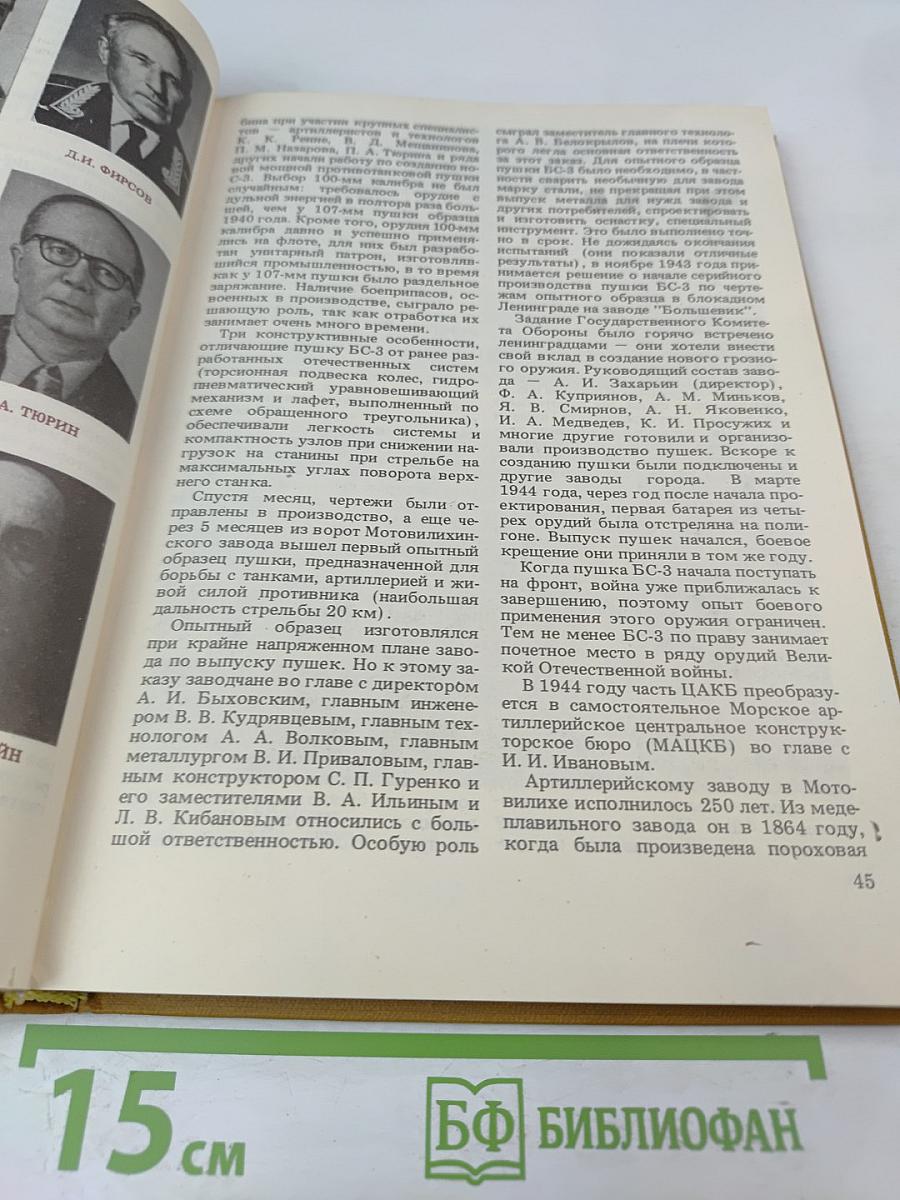 Д.И. ФИРСОВ
А. ТЮРИН
ЙН
бина при участии крупных специалис-
тов — артиллеристов и технологов
К. К. Ренне, В. Д. Мещанинова,
П. М. Назарова, П. А. Тюрина и ряда
других начали работу по созданию но-
вой мощной противотанковой пушки
С-3. Выбор 100-мм калибра не был
случайным: требовалось орудие с
дульной энергией в полтора раза боль-
шей, чем у 107-мм пушки образца
1940 года. Кроме того, орудия 100-мм
калибра давно и успешно применя-
лись на флоте, для них был разрабо-
тан унитарный патрон, изготовляв-
шийся промышленностью, в то время
как у 107-мм пушки было раздельное
заряжание. Наличие боеприпасов, ос-
военных в производстве, сыграло ре-
шающую роль, так как отработка их
занимает очень много времени.
Три конструктивные особенности,
отличающие пушку БС-3 от ранее раз-
работанных отечественных систем
(торсионная подвеска колес, гидро-
пневматический уравновешивающий
механизм и лафет, выполненный по
схеме обращенного треугольника),
обеспечивали легкость системы и
компактность узлов при снижении на-
грузок на станины при стрельбе на
максимальных углах поворота верх-
него станка.
Спустя месяц, чертежи были от-
правлены в производство, а еще че-
рез 5 месяцев из ворот Мотовилихин-
ского завода вышел первый опытный
образец пушки, предназначенной для
борьбы с танками, артиллерией и жи-
вой силой противника (наибольшая
дальность стрельбы 20 км).
Опытный образец изготовлялся
при крайне напряженном плане заво-
да по выпуску пушек. Но к этому за-
казу заводчане во главе с директором
А. И. Быховским, главным инжене-
ром В. В. Кудрявцевым, главным тех-
нологом А. А. Волковым, главным
металлургом В. И. Приваловым, глав-
ным конструктором С. П. Гуренко и
его заместителями В. А. Ильиным и
Л. В. Кибановым относились с боль-
шой ответственностью. Особую роль
сыграл заместитель главного техноло-
га А. В. Белокрылов, на плечи кото-
рого легла основная ответственность
за этот заказ. Для опытного образца
пушки БС-3 было необходимо, в част-
ности сварить необычную для завода
марку стали, не прекращая при этом
выпуск металла для нужд завода и
других потребителей, спроектировать
и изготовить оснастку, специальный
инструмент. Это было выполнено точ-
но в срок. Не дожидаясь окончания
испытаний (они показали отличные
результаты), в ноябре 1943 года при-
нимается решение о начале серийного
производства пушки БС-3 по черте-
жам опытного образца в блокадном
Ленинграде на заводе "Большевик".
Задание Государственного Комите-
та Обороны было горячо встречено
ленинградцами — они хотели внести
свой вклад в создание нового грозно-
го оружия. Руководящий состав заво-
да — А. И. Захарьин (директор),
Ф. А. Куприянов, А. М. Миньков,
Я. В. Смирнов, А. Н. Яковенко,
И. А. Медведев, К. И. Просужих и
многие другие готовили и организо-
вали производство пушек. Вскоре к
созданию пушки были подключены и
другие заводы города. В марте
1944 года, через год после начала про-
ектирования, первая батарея из четы-
рех орудий была отстреляна на поли-
гоне. Выпуск пушек начался, боевое
крещение они приняли в том же году.
Когда пушка БС-3 начала поступать
на фронт, война уже приближалась к
завершению, поэтому опыт боевого
применения этого оружия ограничен.
Тем не менее БС-3 по праву занимает
почетное место в ряду орудий Вели-
кой Отечественной войны.
В 1944 году часть ЦАКБ преобразу-
ется в самостоятельное Морское ар-
тиллерийское центральное конструк-
торское бюро (МАЦКБ) во главе с
И. И. Ивановым.
Артиллерийскому заводу в Мото-
вилихе исполнилось 250 лет. Из меде-
плавильного завода он в 1864 году,
когда была произведена пороховая
45
15 см
БФ БИБЛИОФАН